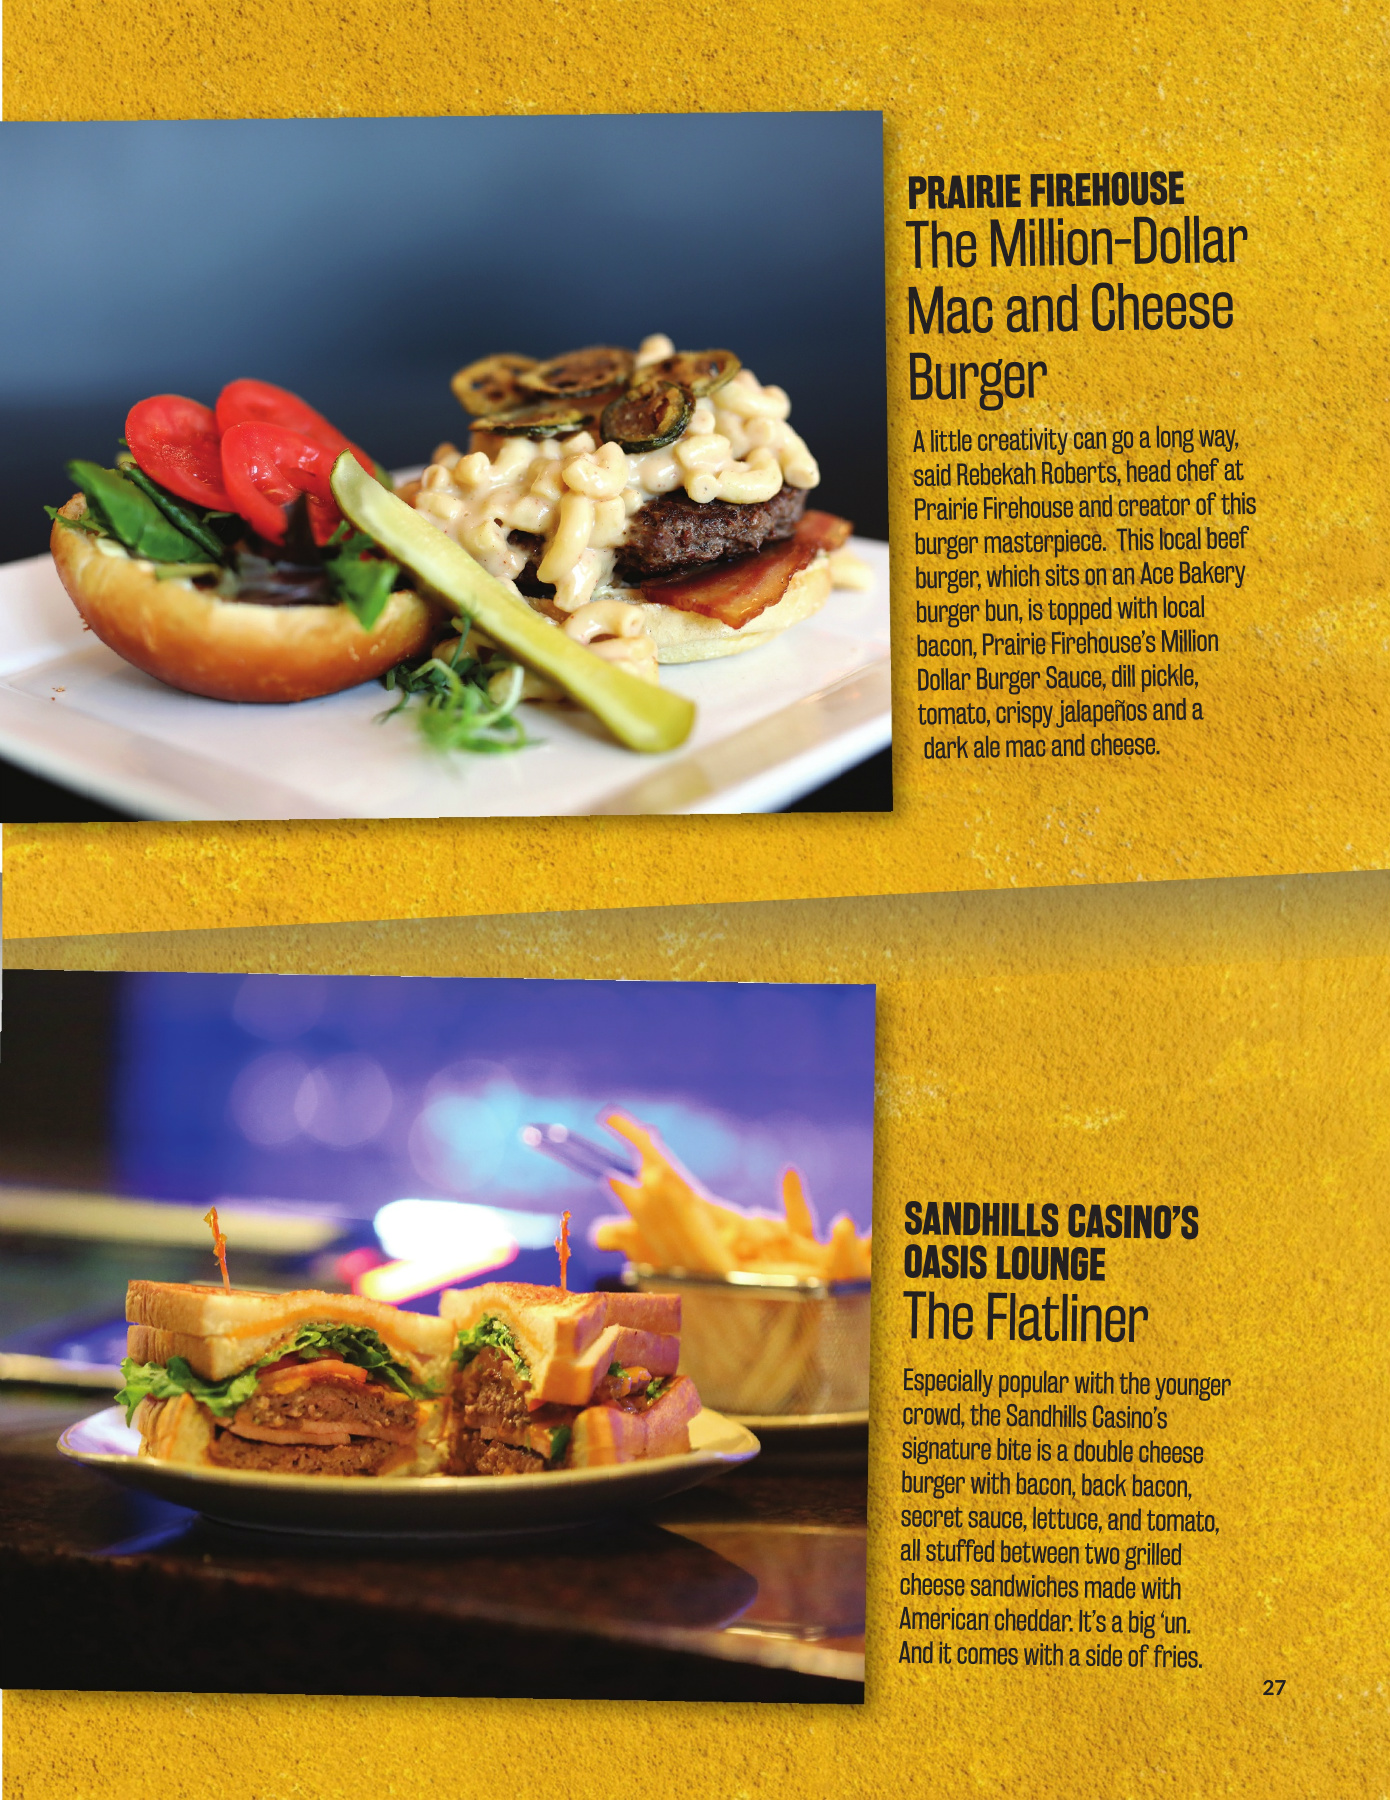 PRAIRIE FIREHOUSE
The Million-Dollar
Mac and Cheese
Burger
A little creativity can go a long way,
said Rebekah Roberts, head chef at
Prairie Firehouse and creator of this
burger masterpiece.  This local beef
burger, which sits on an Ace Bakery
burger bun, is topped with local
bacon, Prairie Firehouse’s Million
Dollar Burger Sauce, dill pickle,
tomato, crispy jalapeños and a
dark ale mac and cheese.
SANDHILLS CASINO’S
OASIS LOUNGE
The Flatliner
Especially popular with the younger
crowd, the Sandhills Casino’s
signature bite is a double cheese
burger with bacon, back bacon,
secret sauce, lettuce, and tomato,
all stuffed between two grilled
cheese sandwiches made with
American cheddar. It’s a big ‘un.
And it comes with a side of fries.
27